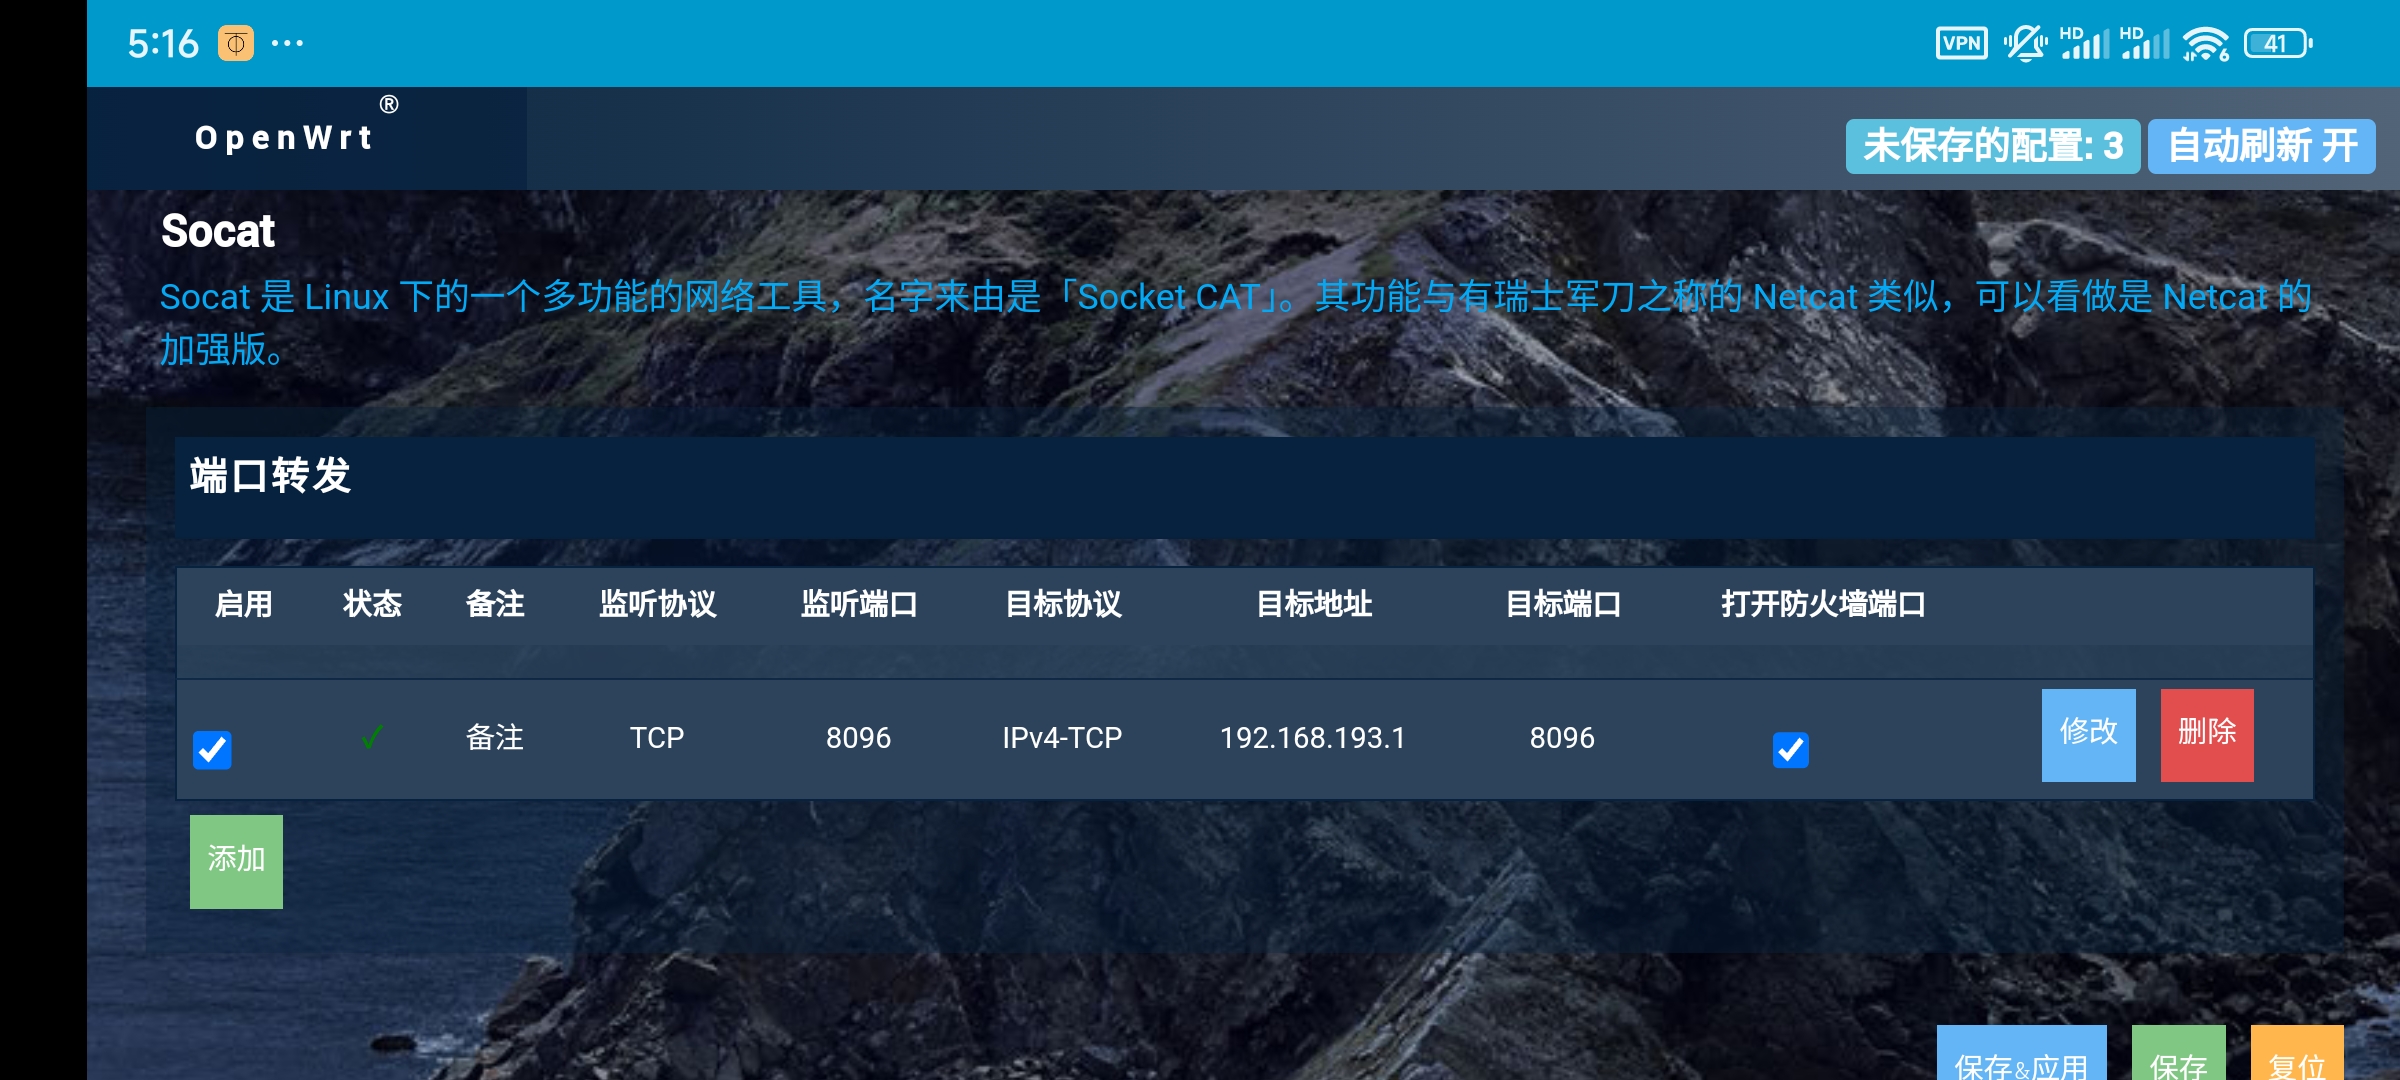 5:16 ... VPN HD HD 6 41
OpenWrt®
未保存的配置: 3 自动刷新 开
Socat
Socat 是 Linux 下的一个多功能的网络工具，名字来由是「Socket CAT」。其功能与有瑞士军刀之称的 Netcat 类似，可以看做是 Netcat 的
加强版。
端口转发
启用 状态 备注 监听协议 监听端口 目标协议 目标地址 目标端口 打开防火墙端口
备注 TCP 8096 IPv4-TCP 192.168.193.1 8096 修改 删除
添加
保存&应用 保存 复位